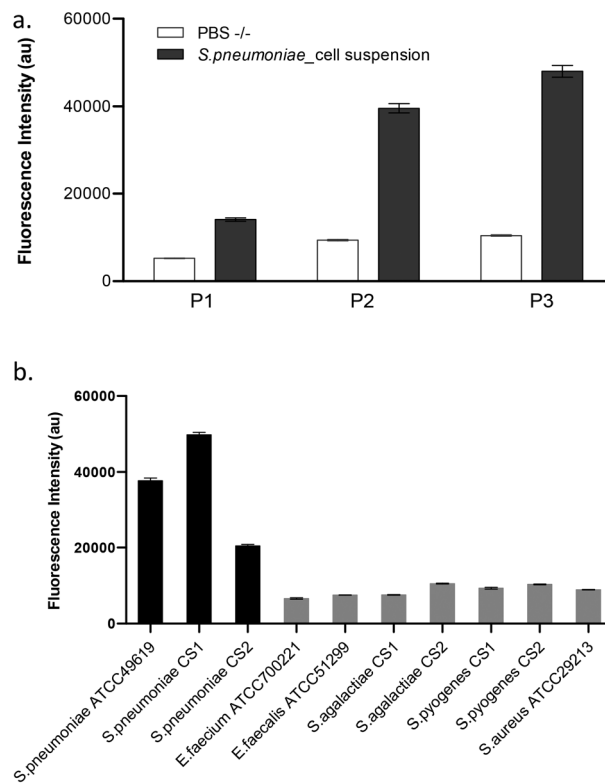 a.
Fluorescence Intensity (au)
60000
40000
20000
0
PBS -/-
S.pneumoniae_cell suspension
P1 P2 P3
b.
Fluorescence Intensity (au)
60000
40000
20000
0
S.pneumoniae ATCC49619
S.pneumoniae CS1
S.pneumoniae CS2
E.faecium ATCC700221
E.faecalis ATCC51299
S.agalactiae CS1
S.agalactiae CS2
S.pyogenes CS1
S.pyogenes CS2
S.aureus ATCC29213